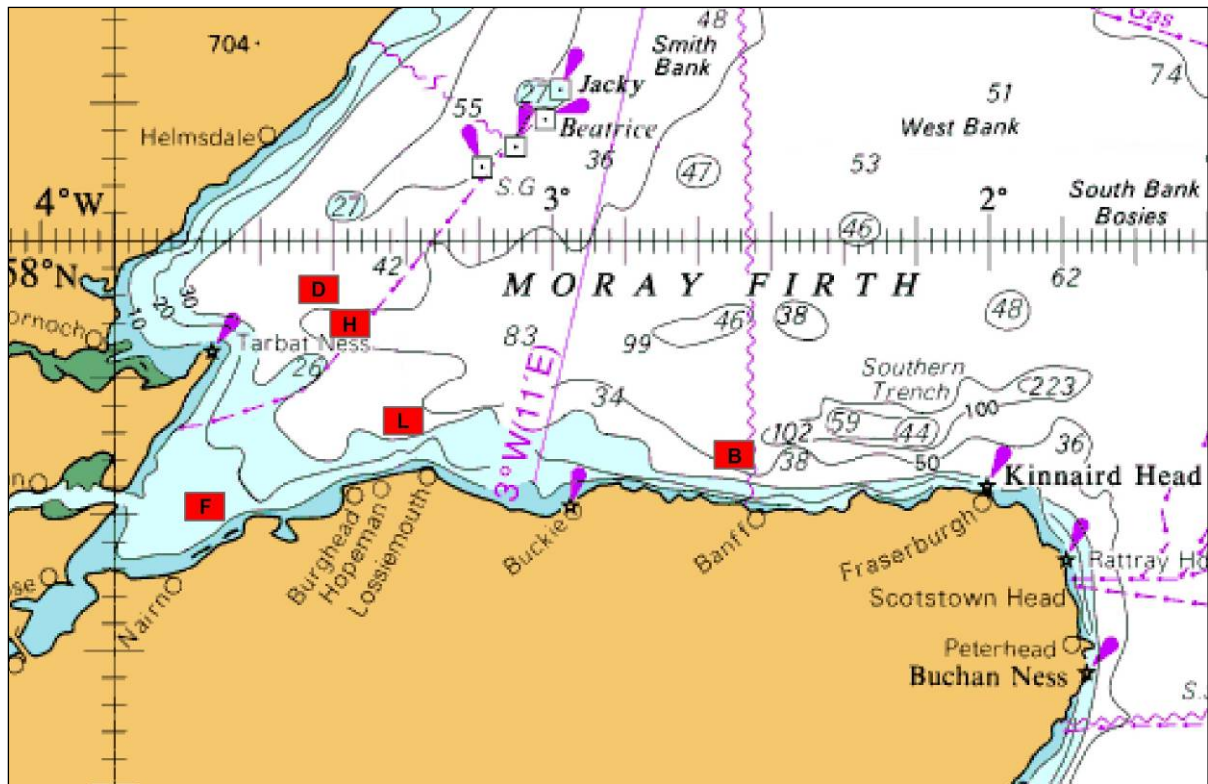 48
Gas
Smith
Bank
704
74
27
Jacky
51
55
Beatrice
West Bank
Helmsdale
36
53
47
S.G
4°W
3°
2°
South Bank
Bosies
27
46
58°N
42
62
D
MORAY FIRTH
H
48
46
38
ornoch
Tarbat Ness
83
99
26
Southern
Trench
223
10
20
30
34
100
L
59
102
44
36
3° W(11'E)
B
38
50
Kinnaird Head
F
Burghead
Hopeman
Lossiemouth
Buckie
Banff
Fraserburgh
Rattray Ho
Scotstown Head
Nairn
Peterhead
Buchan Ness